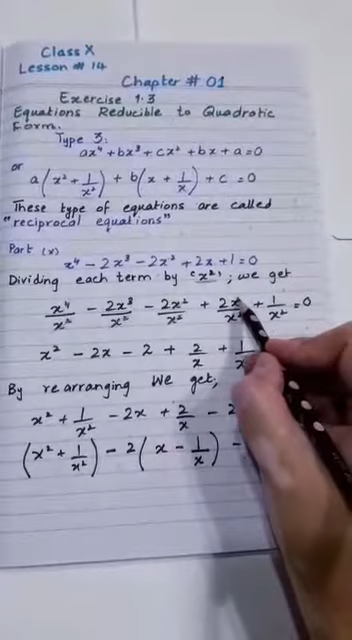 Class X
Lesson # 14
Chapter # 01
Exercise 1.3
Equations Reducible to Quadratic
Form.
Type 3:
ax⁴ + bx³ + cx² + bx + a = 0
or
a(x² + 1/x²) + b(x + 1/x) + c = 0
These type of equations are called
"reciprocal equations"
Part (x)
x⁴ - 2x³ - 2x² + 2x + 1 = 0
Dividing each term by 'x²', we get
x⁴/x² - 2x³/x² - 2x²/x² + 2x/x² + 1/x² = 0
x² - 2x - 2 + 2/x + 1/x
By rearranging We get,
x² + 1/x² - 2x + 2/x - 2
(x² + 1/x²) - 2(x - 1/x) -